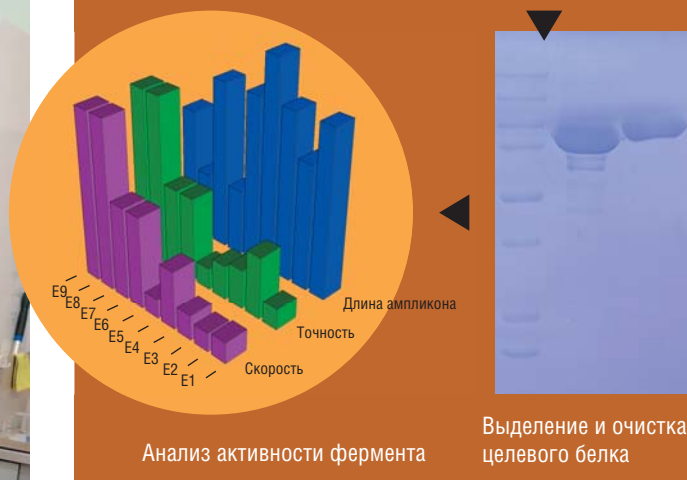 E9
E8
E7
E6
E5
E4
E3
E2
E1
Скорость
Точность
Длина ампликона
Анализ активности фермента
Выделение и очистка
целевого белка